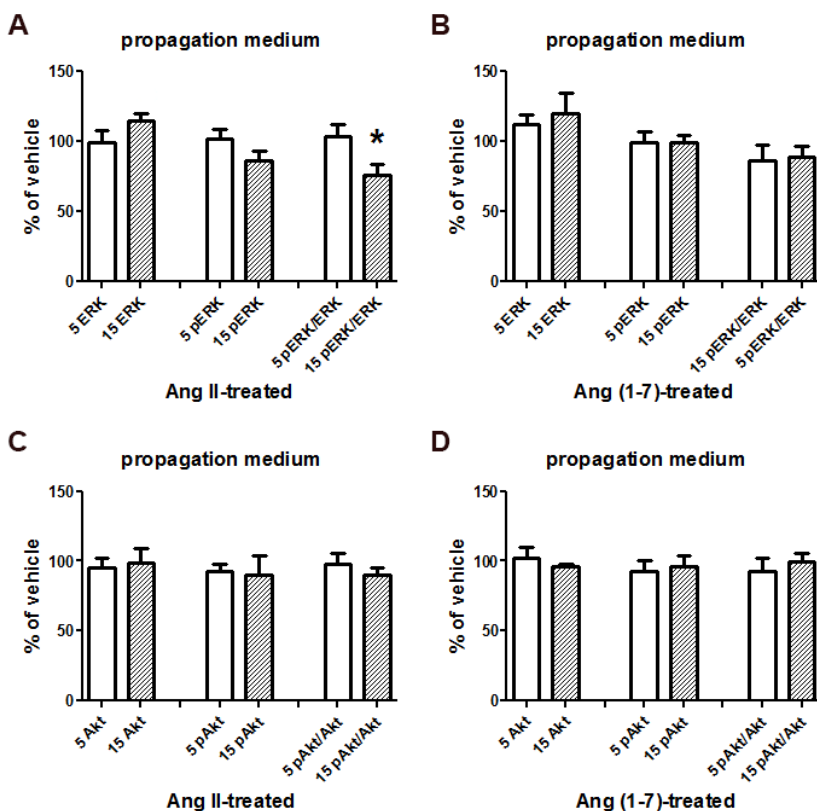 A
propagation medium
% of vehicle
150
100
50
0
*
5 ERK
15 ERK
5 pERK
15 pERK
5 pERK/ERK
15 pERK/ERK
Ang II-treated
B
propagation medium
% of vehicle
150
100
50
0
5 ERK
15 ERK
5 pERK
15 pERK
15 pERK/ERK
5 pERK/ERK
Ang (1-7)-treated
C
propagation medium
% of vehicle
150
100
50
0
5 Akt
15 Akt
5 pAkt
15 pAkt
5 pAkt/Akt
15 pAkt/Akt
Ang II-treated
D
propagation medium
% of vehicle
150
100
50
0
5 Akt
15 Akt
5 pAkt
15 pAkt
5 pAkt/Akt
15 pAkt/Akt
Ang (1-7)-treated